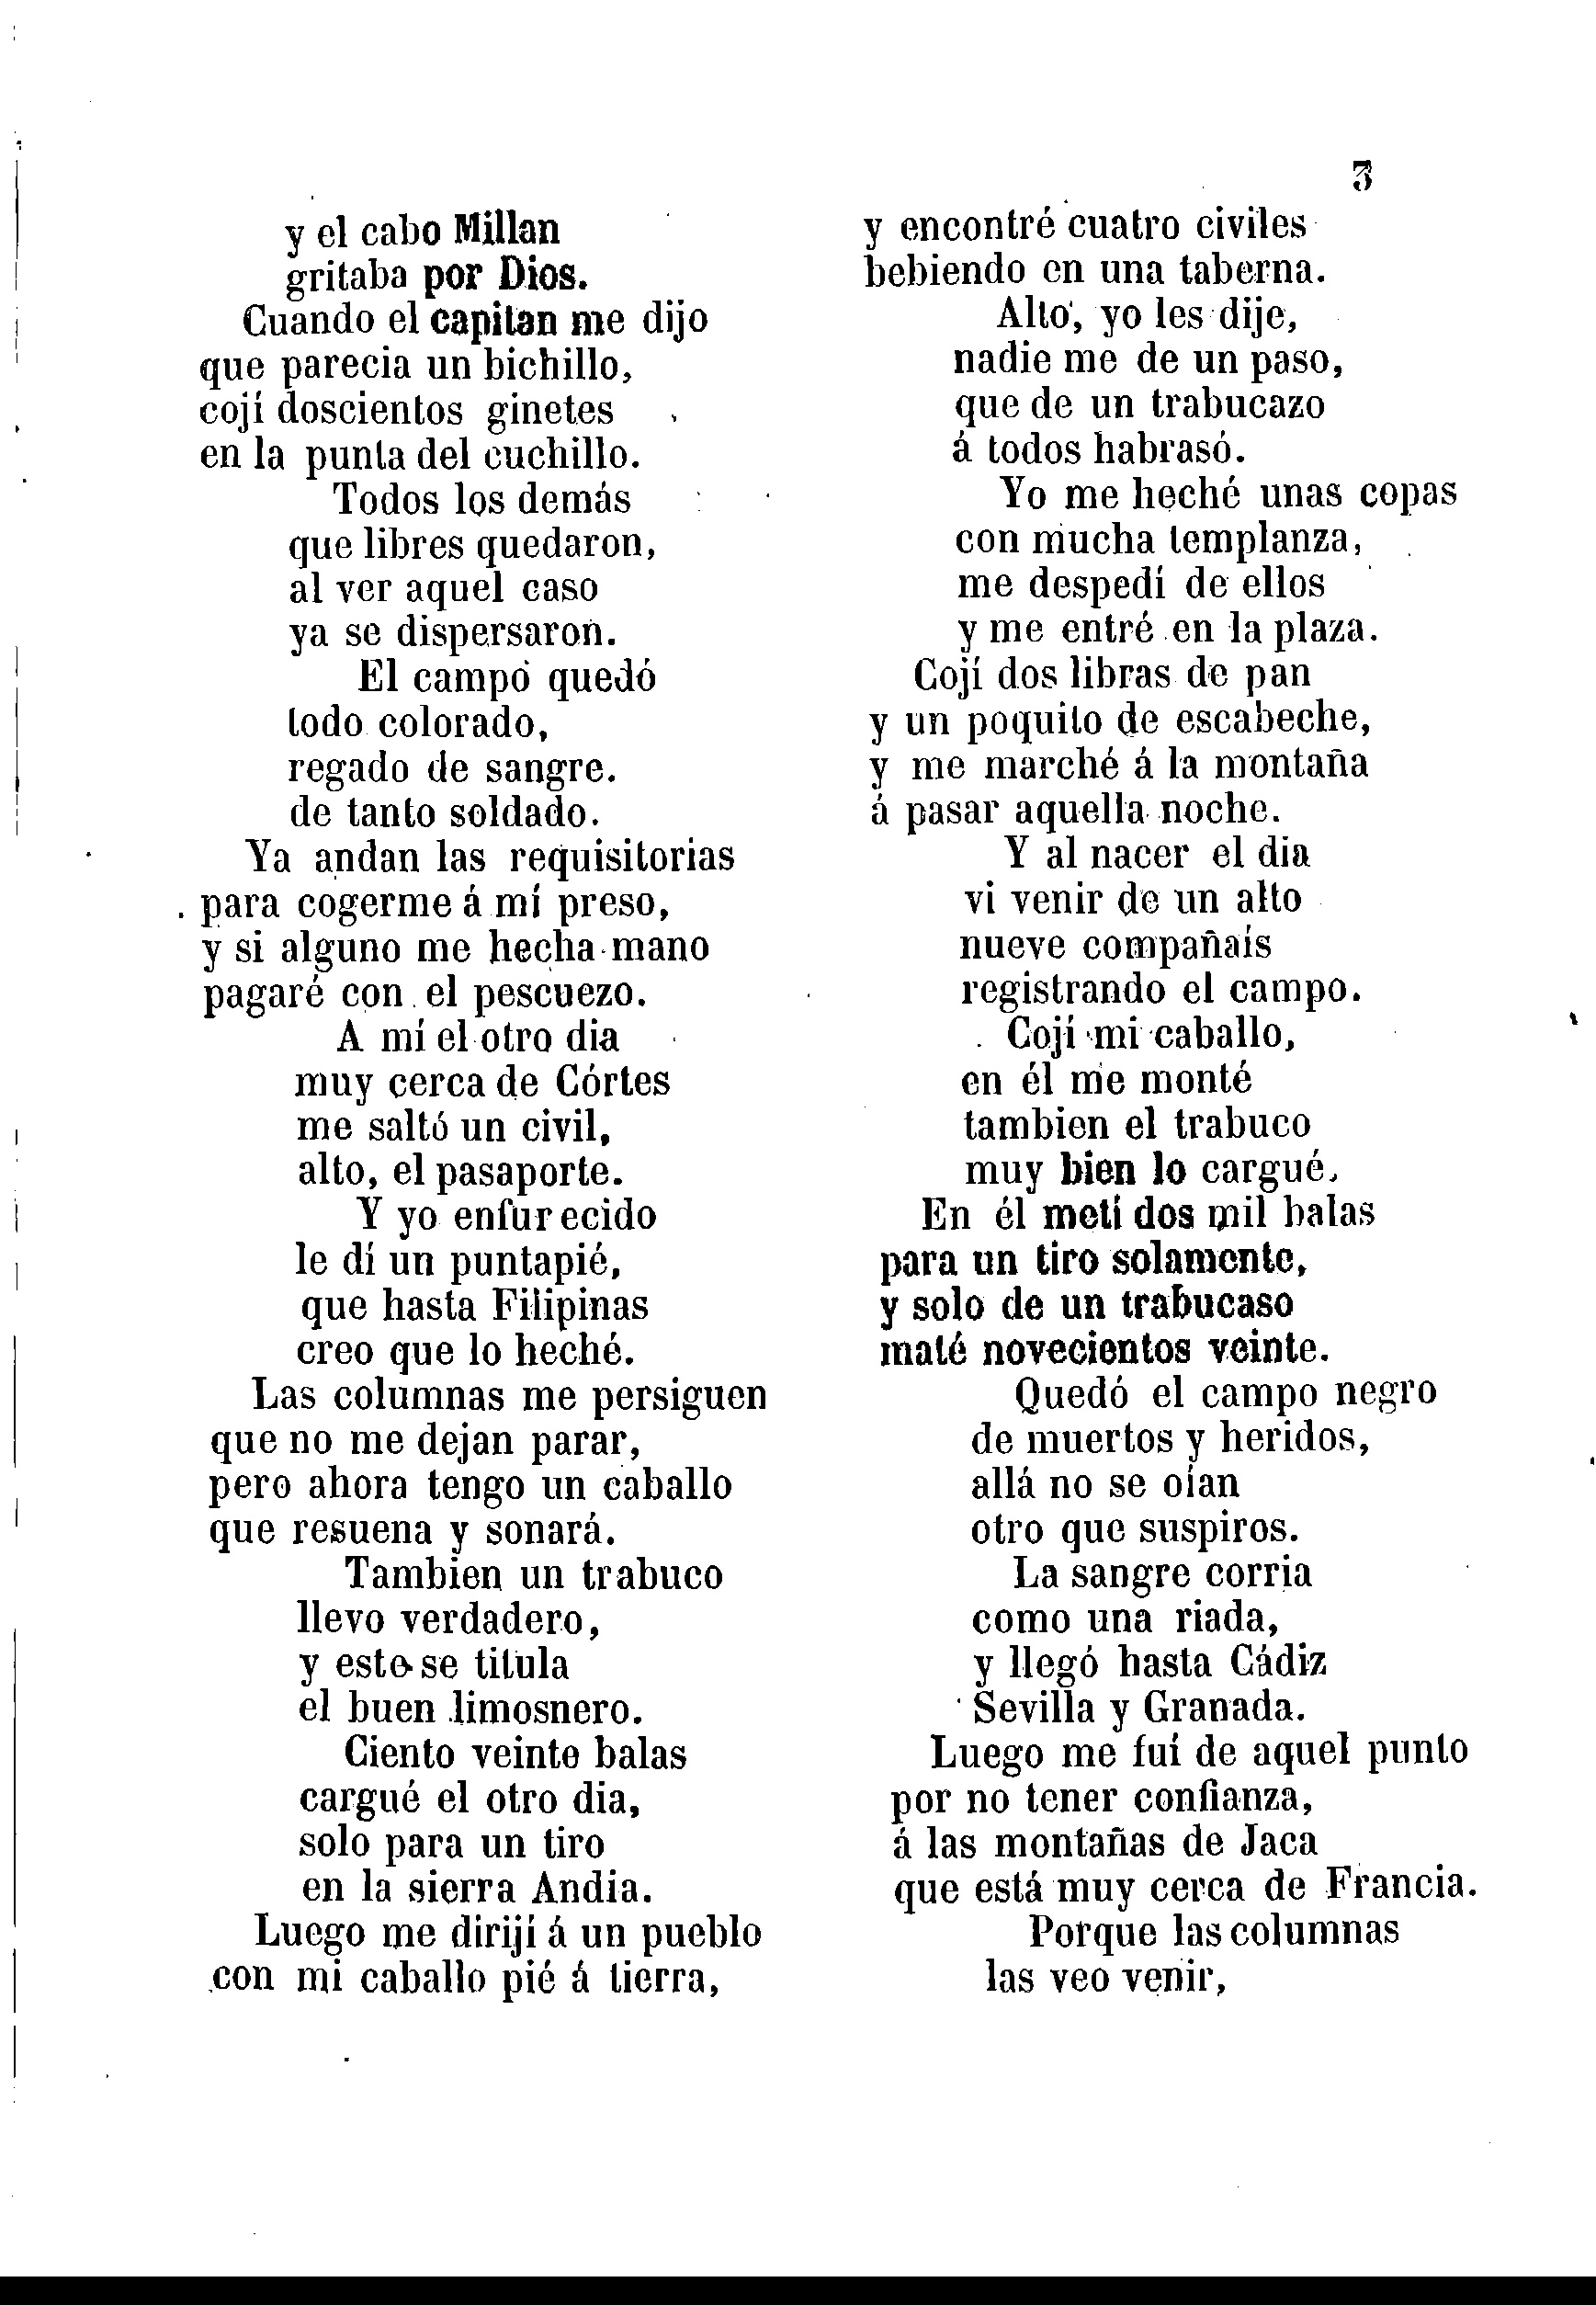 3
y el cabo Millan
gritaba por Dios.
Cuando el capitan me dijo
que parecia un bichillo,
cojí doscientos ginetes
en la punta del cuchillo.
Todos los demás
que libres quedaron,
al ver aquel caso
ya se dispersaron.
El campo quedó
todo colorado,
regado de sangre.
de tanto soldado.
Ya andan las requisitorias
para cogerme á mí preso,
y si alguno me hecha mano
pagaré con el pescuezo.
A mí el otro dia
muy cerca de Córtes
me saltó un civil,
alto, el pasaporte.
Y yo enfurecido
le dí un puntapié,
que hasta Filipinas
creo que lo heché.
Las columnas me persiguen
que no me dejan parar,
pero ahora tengo un caballo
que resuena y sonará.
Tambien un trabuco
llevo verdadero,
y este se titula
el buen limosnero.
Ciento veinte balas
cargué el otro dia,
solo para un tiro
en la sierra Andia.
Luego me dirijí á un pueblo
con mi caballo pié á tierra,
y encontré cuatro civiles
bebiendo en una taberna.
Alto, yo les dije,
nadie me de un paso,
que de un trabucazo
á todos habrasó.
Yo me heché unas copas
con mucha templanza,
me despedí de ellos
y me entré en la plaza.
Cojí dos libras de pan
y un poquito de escabeche,
y me marché á la montaña
á pasar aquella noche.
Y al nacer el dia
vi venir de un alto
nueve compañaís
registrando el campo.
Cojí mi caballo,
en él me monté
tambien el trabuco
muy bien lo cargué,
En él metí dos mil balas
para un tiro solamente,
y solo de un trabucaso
maté novecientos veinte.
Quedó el campo negro
de muertos y heridos,
allá no se oían
otro que suspiros.
La sangre corria
como una riada,
y llegó hasta Cádiz
Sevilla y Granada.
Luego me fuí de aquel punto
por no tener confianza,
á las montañas de Jaca
que está muy cerca de Francia.
Porque las columnas
las veo venir,